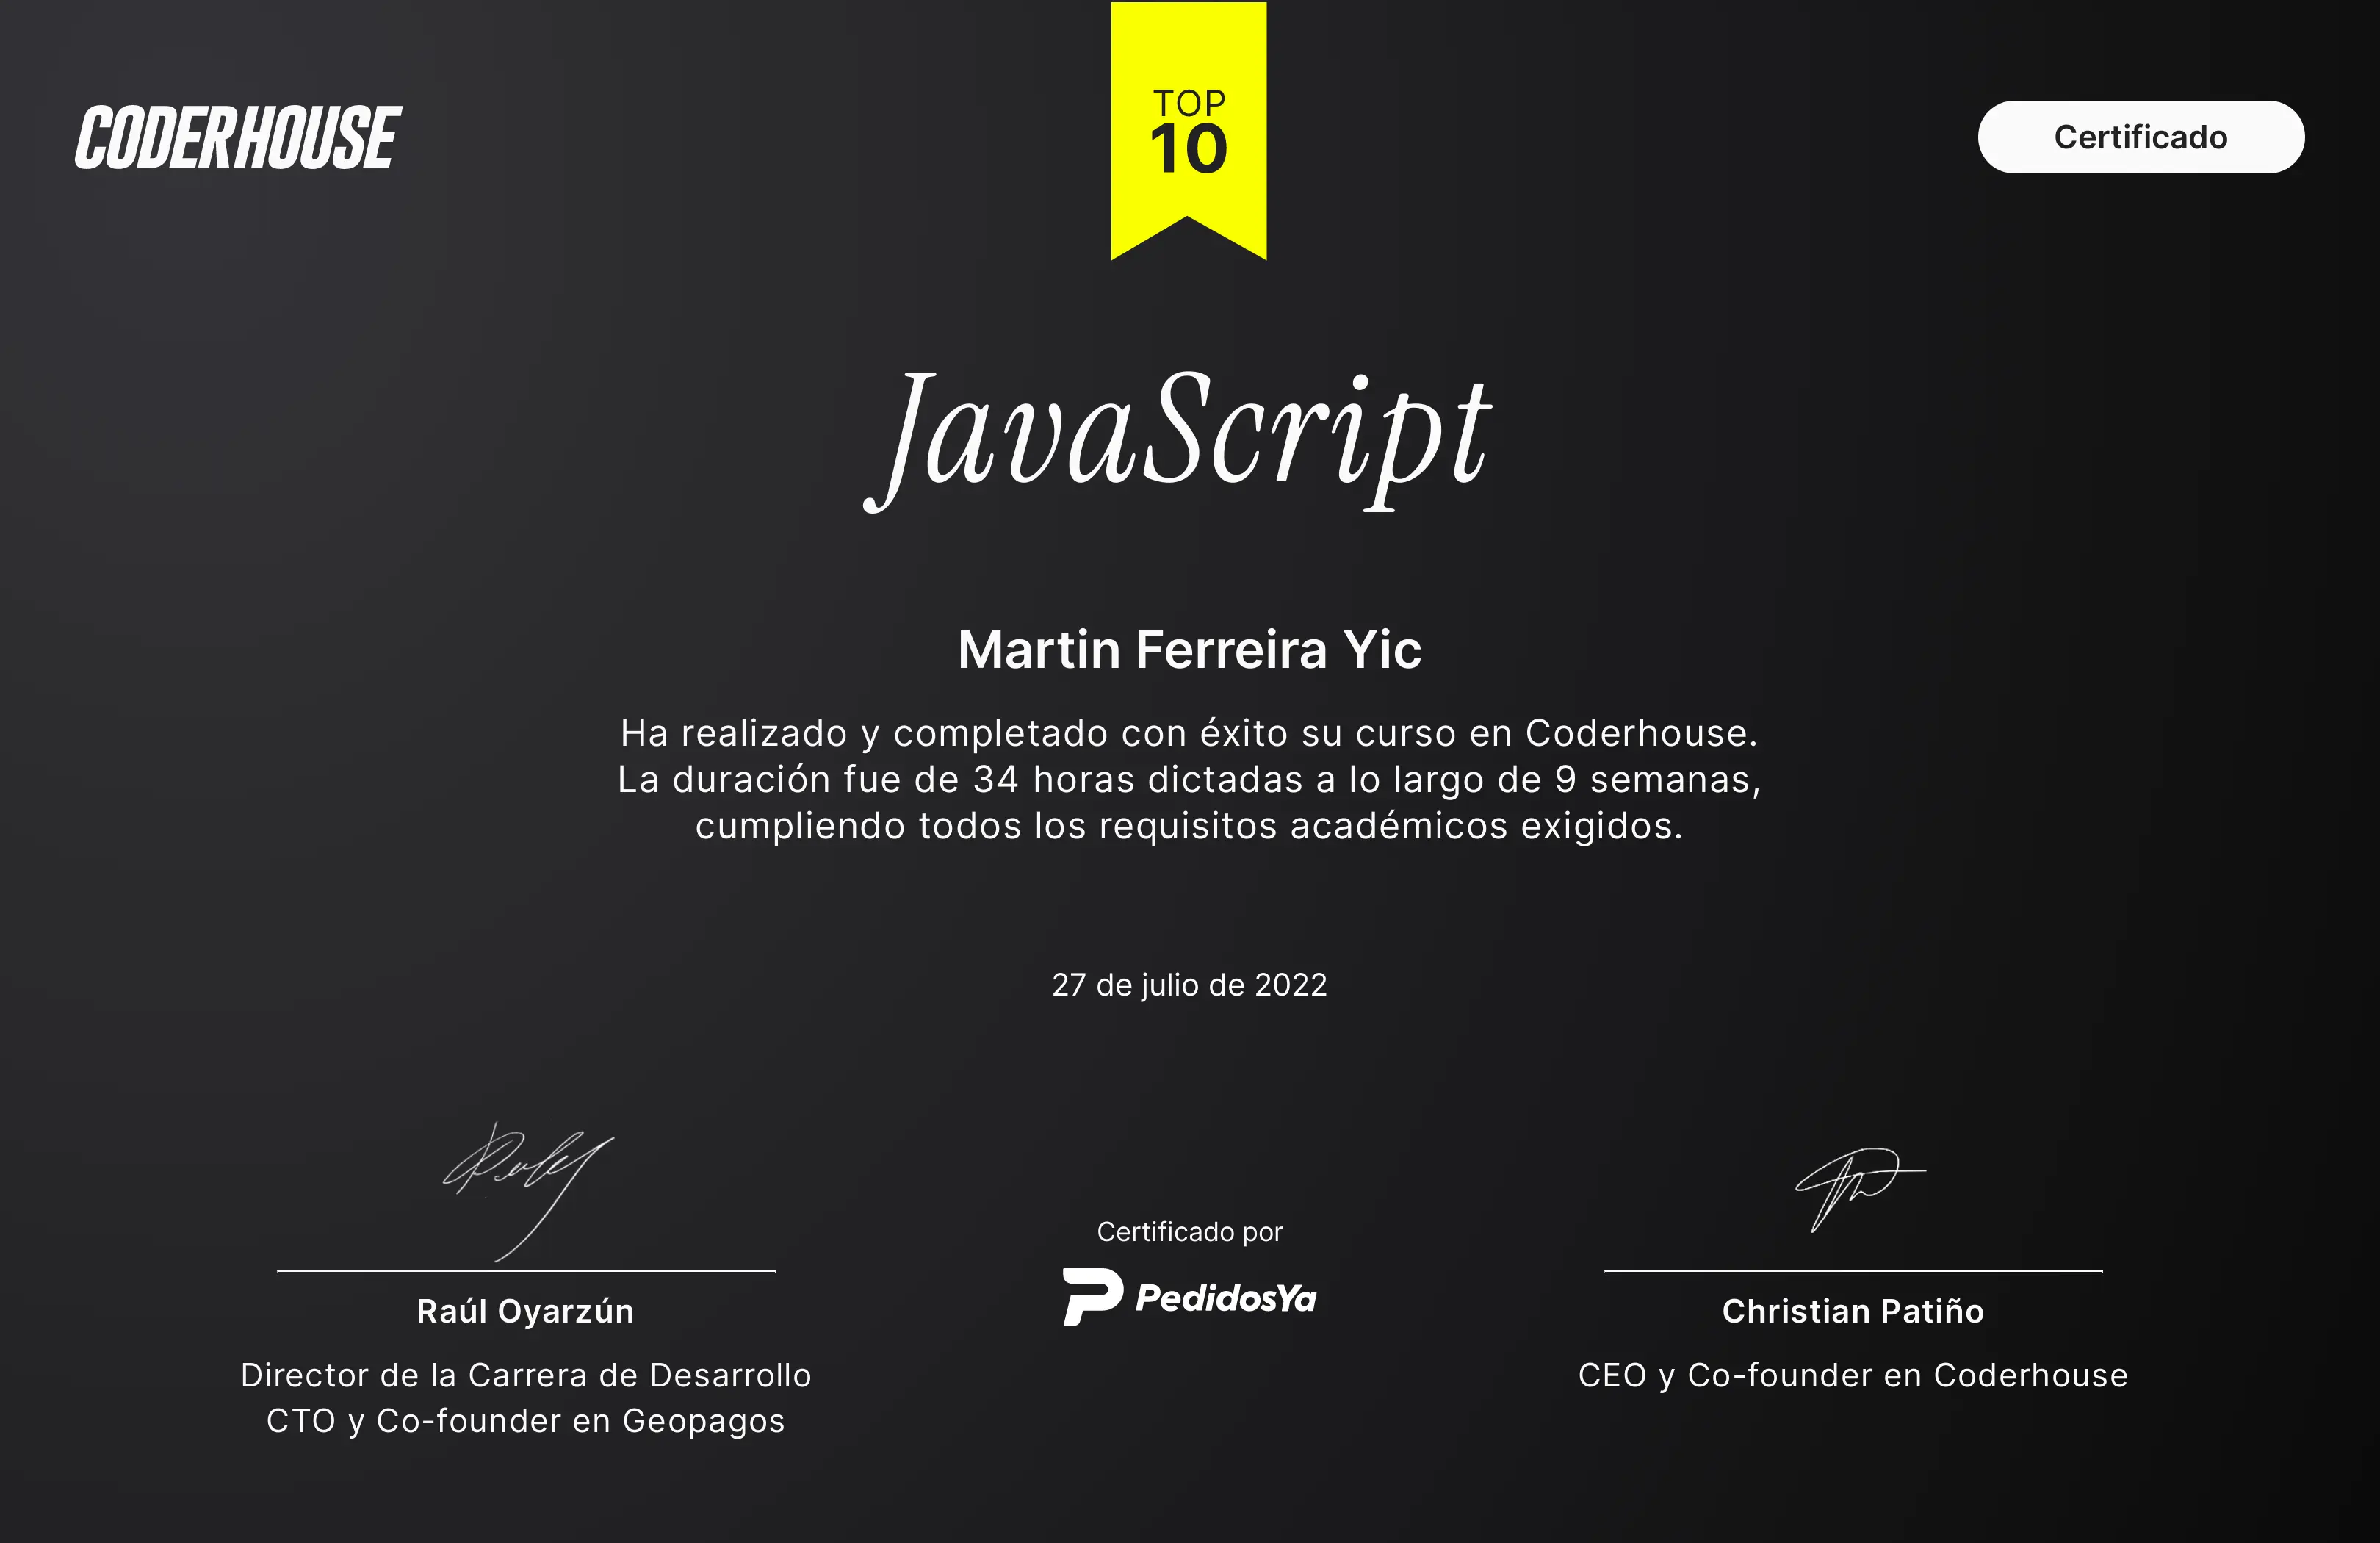 CODERHOUSE
TOP
10
Certificado
JavaScript
Martin Ferreira Yic
Ha realizado y completado con éxito su curso en Coderhouse.
La duración fue de 34 horas dictadas a lo largo de 9 semanas,
cumpliendo todos los requisitos académicos exigidos.
27 de julio de 2022
Raúl Oyarzún
Director de la Carrera de Desarrollo
CTO y Co-founder en Geopagos
Certificado por
PedidosYa
Christian Patiño
CEO y Co-founder en Coderhouse